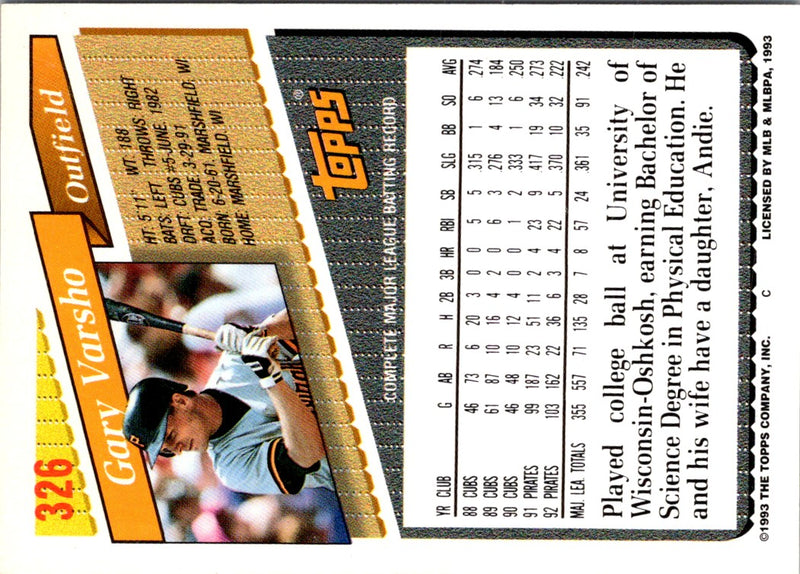 326
Gary Varsho
Outfield
HT: 5'11" WT: 188
BATS: LEFT THROWS: RIGHT
DRFT: CUBS #5-JUNE, 1982
ACQ: TRADE, 3-29-91
BORN: 6-20-61, MARSHFIELD, WI
HOME: MARSHFIELD, WI
TOPPS®
COMPLETE MAJOR LEAGUE BATTING RECORD
YR CLUB G AB R H 2B 3B HR RBI SB SLG BB SO AVG
88 CUBS 46 73 6 20 3 0 0 5 5 .315 1 6 .274
89 CUBS 61 87 10 16 4 2 0 6 3 .276 4 13 .184
90 CUBS 46 48 10 12 4 0 0 1 2 .333 1 6 .250
91 PIRATES 99 187 23 51 11 2 4 23 9 .417 19 34 .273
92 PIRATES 103 162 22 36 6 3 4 22 5 .370 10 32 .222
MAJ. LEA. TOTALS 355 557 71 135 28 7 8 57 24 .361 35 91 .242
Played college ball at University of
Wisconsin-Oshkosh, earning Bachelor of
Science Degree in Physical Education. He
and his wife have a daughter, Andie.
©1993 THE TOPPS COMPANY, INC. C LICENSED BY MLB & MLBPA, 1993